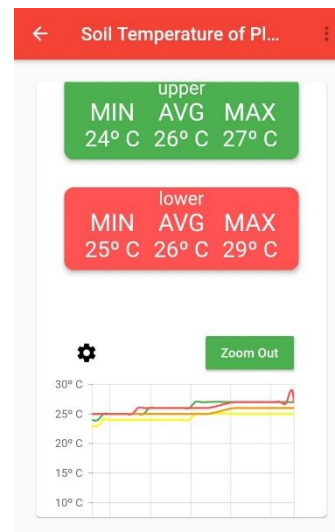 Soil Temperature of Pl...
upper
MIN AVG MAX
24º C 26º C 27º C
lower
MIN AVG MAX
25º C 26º C 29º C
Zoom Out
30º C
25º C
20º C
15º C
10º C